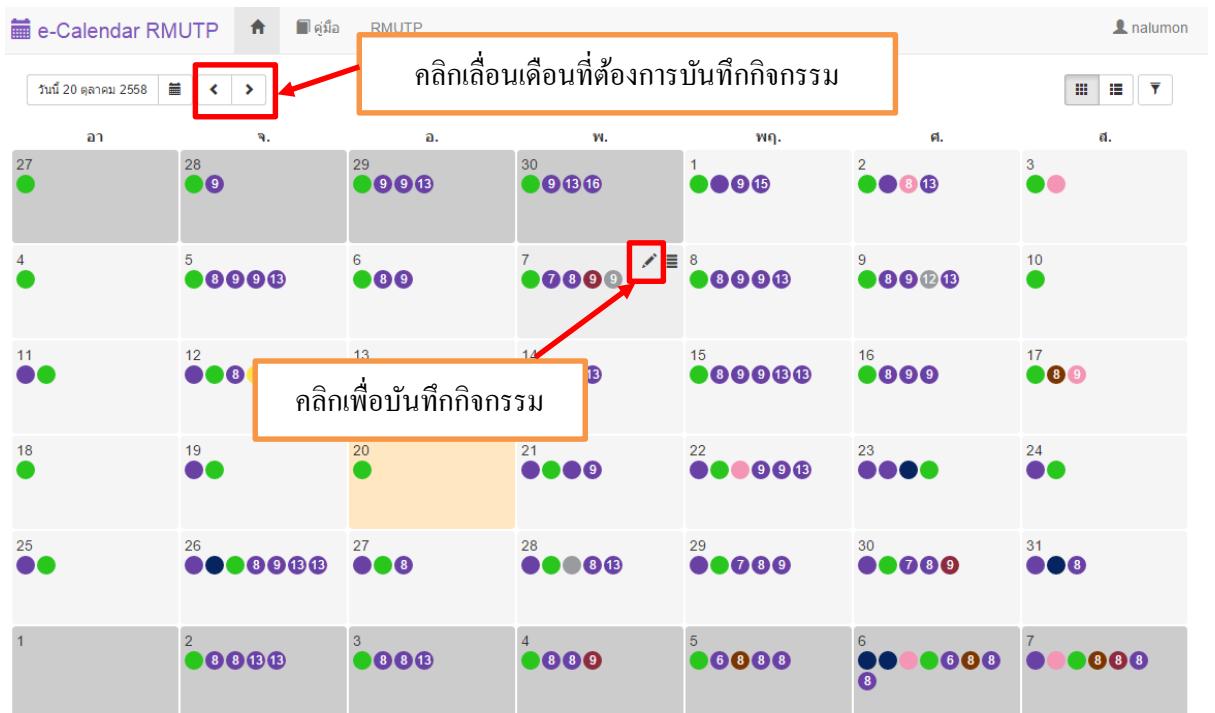 e-Calendar RMUTP คู่มือ RMUTP nalumon
คลิกเลื่อนเดือนที่ต้องการบันทึกกิจกรรม
วันนี้ 20 ตุลาคม 2558
อา จ. อ. พ. พฤ. ศ. ส.
27 28 29 30 1 2 3
9 9 9 13 9 13 16 9 15 8 13
4 5 6 7 8 9 10
8 9 9 13 8 9 7 8 9 9 8 9 9 13 8 9 12 13
11 12 13 14 15 16 17
8 13 8 9 9 13 13 8 9 9 8 9
คลิกเพื่อบันทึกกิจกรรม
18 19 20 21 22 23 24
9 9 9 13
25 26 27 28 29 30 31
8 9 13 13 8 8 13 7 8 9 7 8 9 8
1 2 3 4 5 6 7
8 8 13 13 8 8 13 8 8 9 6 8 8 8 6 8 8 8 8 8
8